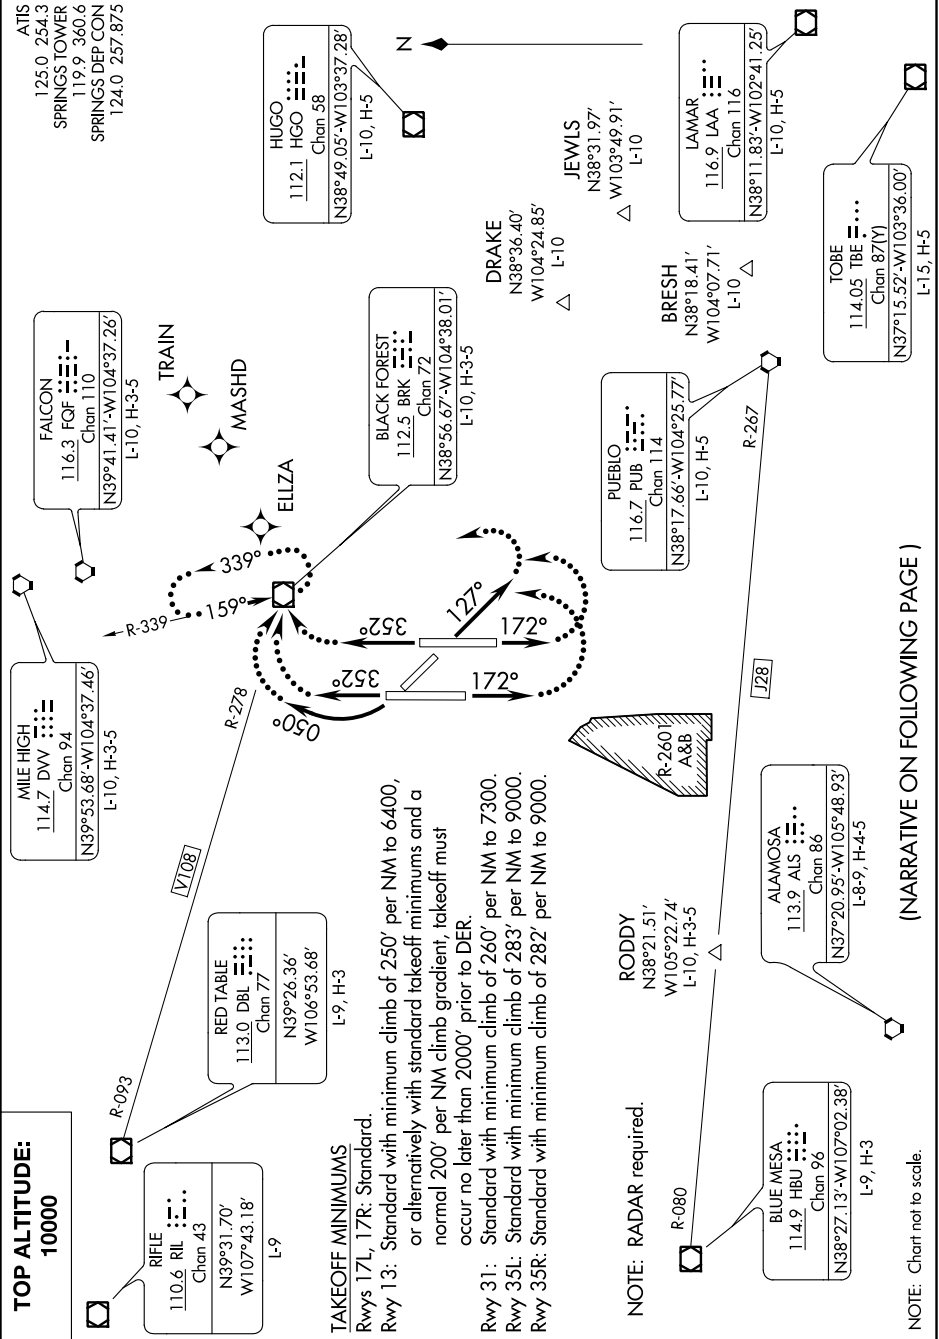 TOP ALTITUDE:
10000
ATIS
125.0 254.3
SPRINGS TOWER
119.9 360.6
SPRINGS DEP CON
124.0 257.875
RIFLE
110.6 RIL
Chan 43
N39°31.70'
W107°43.18'
L-9
RED TABLE
113.0 DBL
Chan 77
N39°26.36'
W106°53.68'
L-9, H-3
R-093
V108
R-278
MILE HIGH
114.7 DVV
Chan 94
N39°53.68'-W104°37.46'
L-10, H-3-5
FALCON
116.3 FQF
Chan 110
N39°41.41'-W104°37.26'
L-10, H-3-5
TRAIN
MASHD
ELLZA
R-339
339°
159°
BLACK FOREST
112.5 BRK
Chan 72
N38°56.67'-W104°38.01'
L-10, H-3-5
HUGO
112.1 HGO
Chan 58
N38°49.05'-W103°37.28'
L-10, H-5
N
050°
352°
352°
127°
172°
172°
DRAKE
N38°36.40'
W104°24.85'
L-10
JEWLS
N38°31.97'
W103°49.91'
L-10
BRESH
N38°18.41'
W104°07.71'
L-10
LAMAR
116.9 LAA
Chan 116
N38°11.83'-W102°41.25'
L-10, H-5
TOBE
114.05 TBE
Chan 87(Y)
N37°15.52'-W103°36.00'
L-15, H-5
PUEBLO
116.7 PUB
Chan 114
N38°17.66'-W104°25.77'
L-10, H-5
R-267
J28
R-2601
A&B
TAKEOFF MINIMUMS
Rwys 17L, 17R: Standard.
Rwy 13: Standard with minimum climb of 250' per NM to 6400,
or alternatively with standard takeoff minimums and a
normal 200' per NM climb gradient, takeoff must
occur no later than 2000' prior to DER.
Rwy 31: Standard with minimum climb of 260' per NM to 7300.
Rwy 35L: Standard with minimum climb of 283' per NM to 9000.
Rwy 35R: Standard with minimum climb of 282' per NM to 9000.
NOTE: RADAR required.
RODDY
N38°21.51'
W105°22.74'
L-10, H-3-5
R-080
BLUE MESA
114.9 HBU
Chan 96
N38°27.13'-W107°02.38'
L-9, H-3
ALAMOSA
113.9 ALS
Chan 86
N37°20.95'-W105°48.93'
L-8-9, H-4-5
NOTE: Chart not to scale.
(NARRATIVE ON FOLLOWING PAGE )